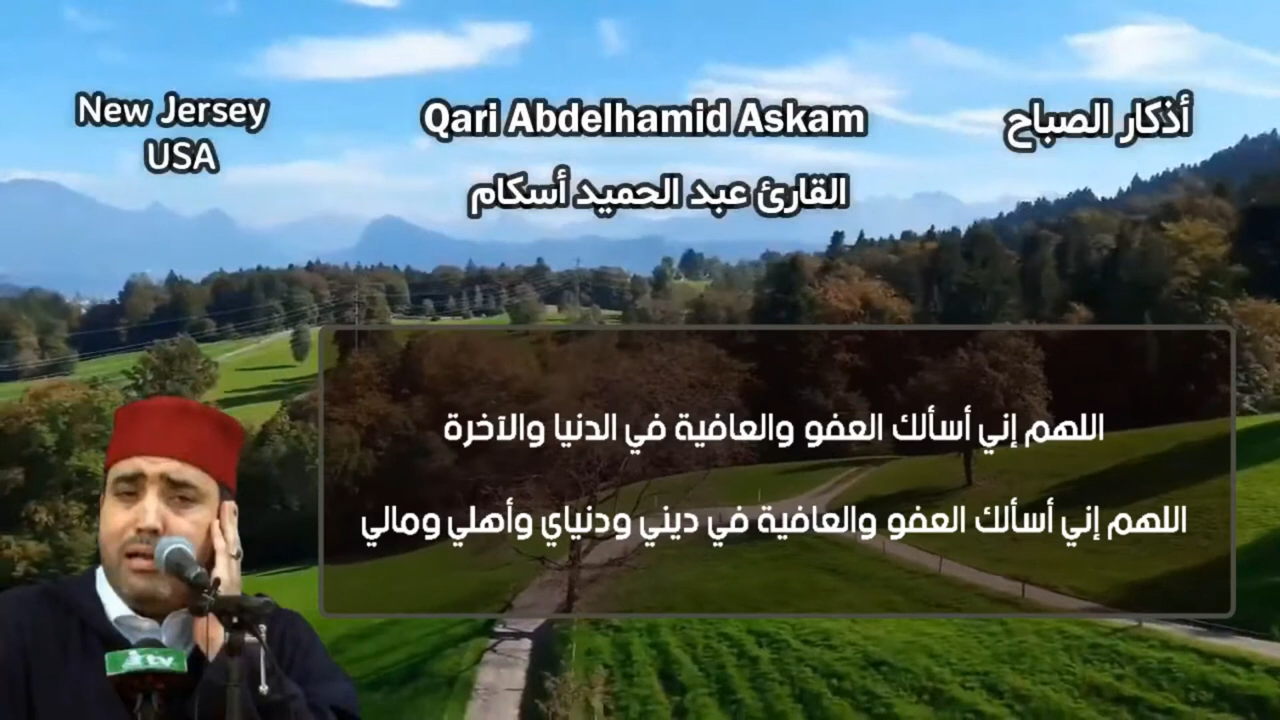 New Jersey
USA
Qari Abdelhamid Askam
القارئ عبد الحميد أسكام
أذكار الصباح
اللهم إني أسألك العفو والعافية في الدنيا والآخرة
اللهم إني أسألك العفو والعافية في ديني ودنياي وأهلي ومالي
tv